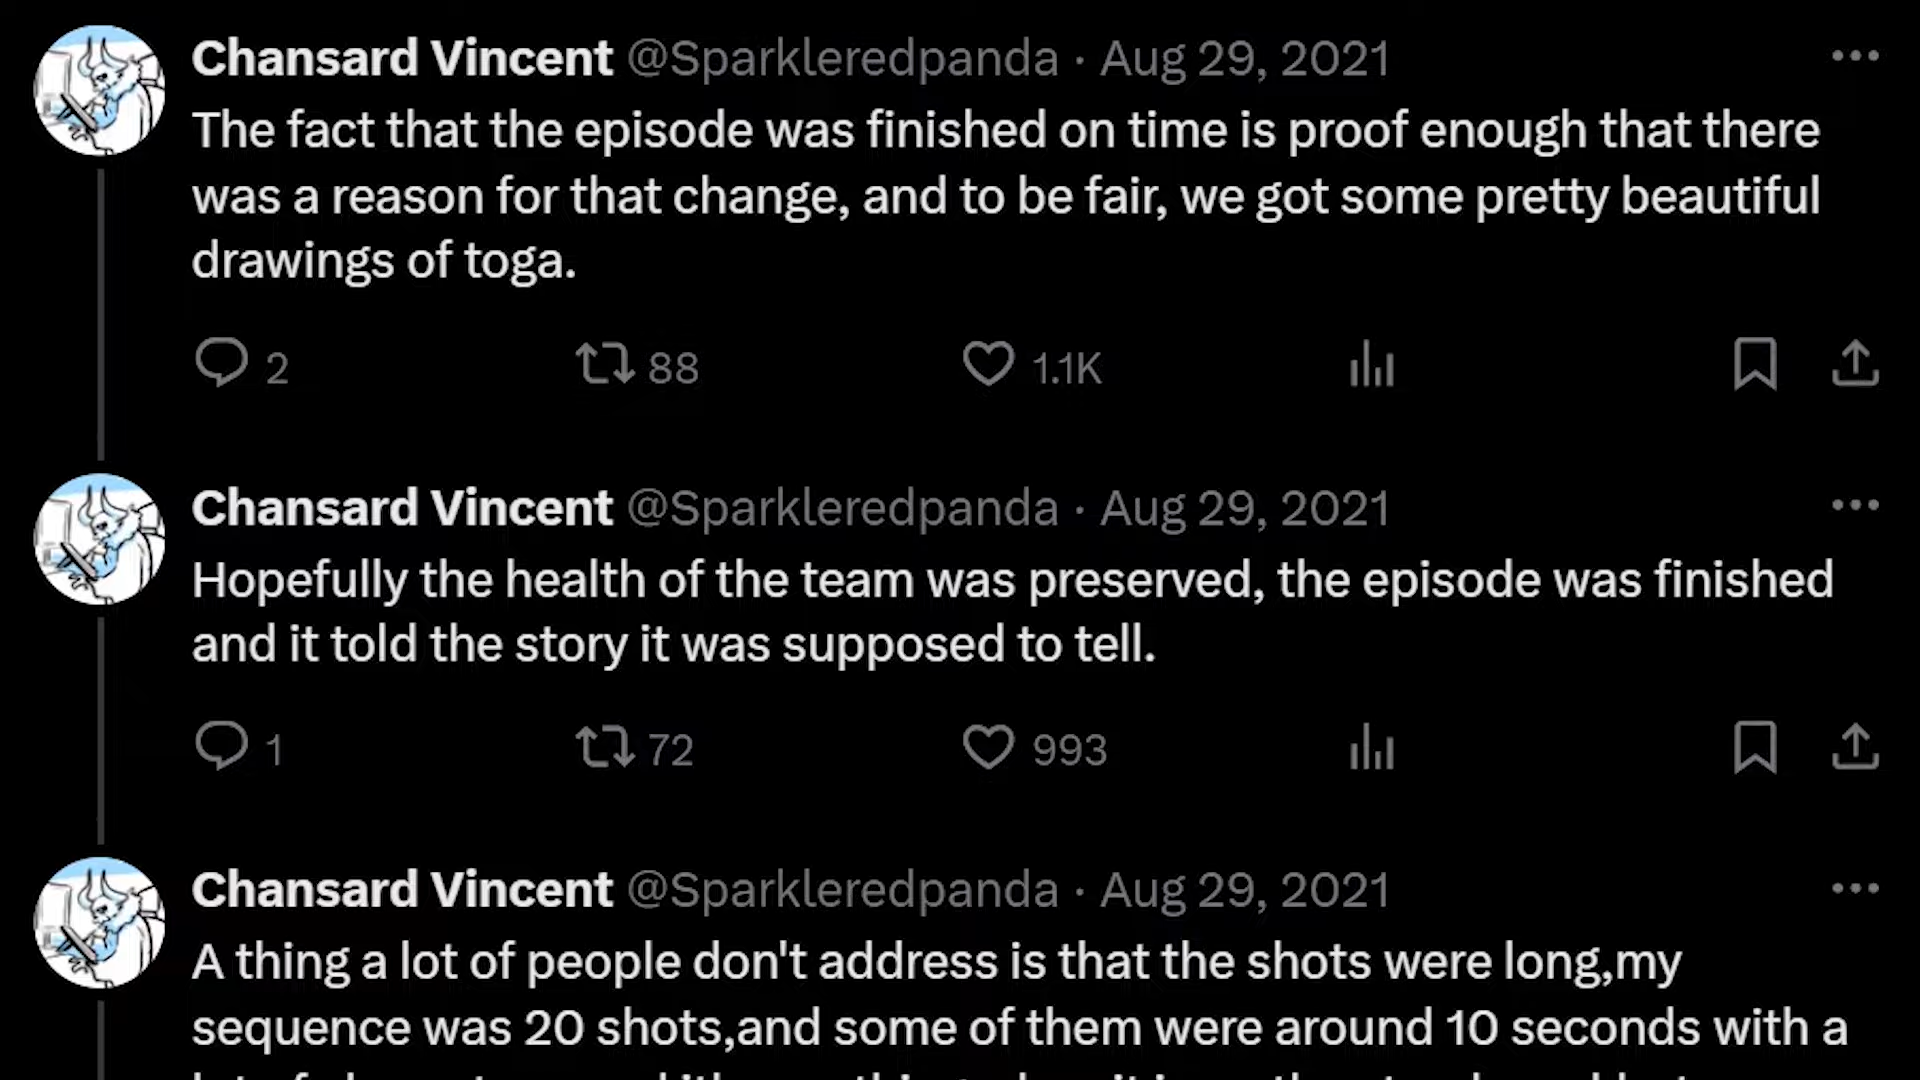 Chansard Vincent @Sparkleredpanda · Aug 29, 2021
The fact that the episode was finished on time is proof enough that there
was a reason for that change, and to be fair, we got some pretty beautiful
drawings of toga.
2 88 1.1K
Chansard Vincent @Sparkleredpanda · Aug 29, 2021
Hopefully the health of the team was preserved, the episode was finished
and it told the story it was supposed to tell.
1 72 993
Chansard Vincent @Sparkleredpanda · Aug 29, 2021
A thing a lot of people don't address is that the shots were long,my
sequence was 20 shots,and some of them were around 10 seconds with a